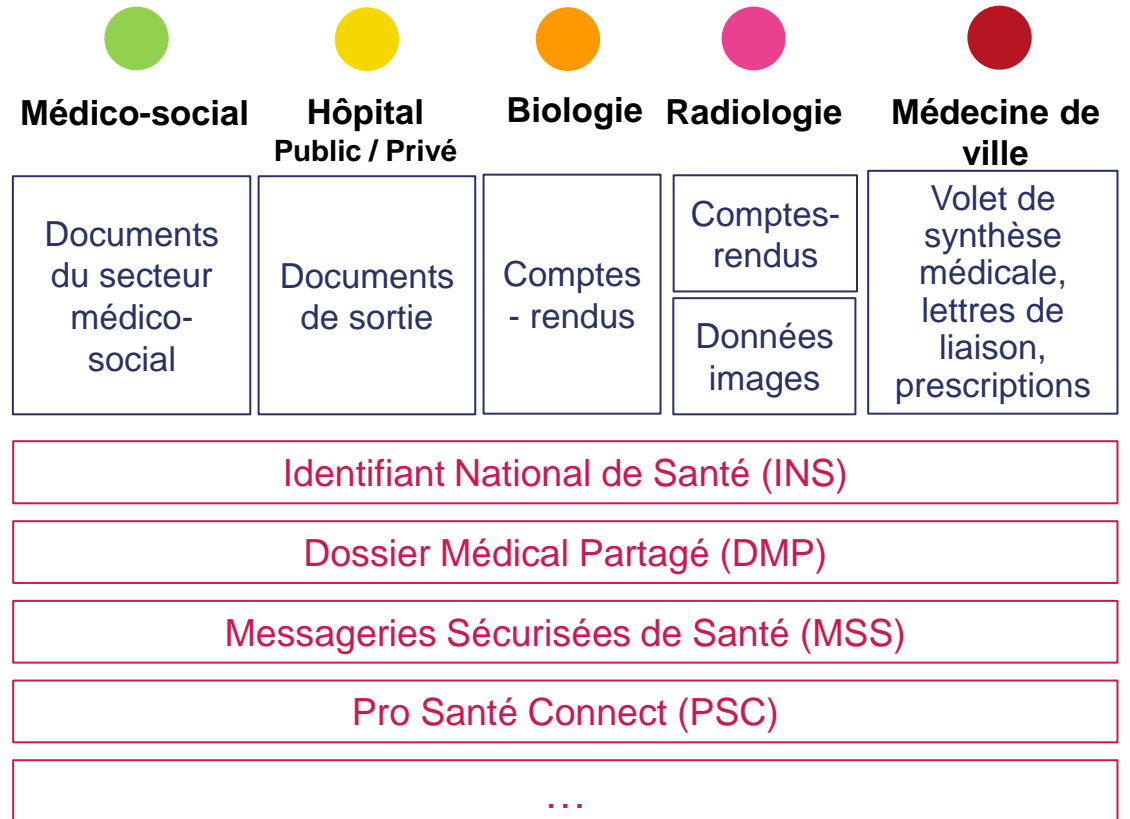 Médico-social
Hôpital
Public / Privé
Biologie
Radiologie
Médecine de
ville
Documents
du secteur
médico-
social
Documents
de sortie
Comptes
- rendus
Comptes-
rendus
Données
images
Volet de
synthèse
médicale,
lettres de
liaison,
prescriptions
Identifiant National de Santé (INS)
Dossier Médical Partagé (DMP)
Messageries Sécurisées de Santé (MSS)
Pro Santé Connect (PSC)
…